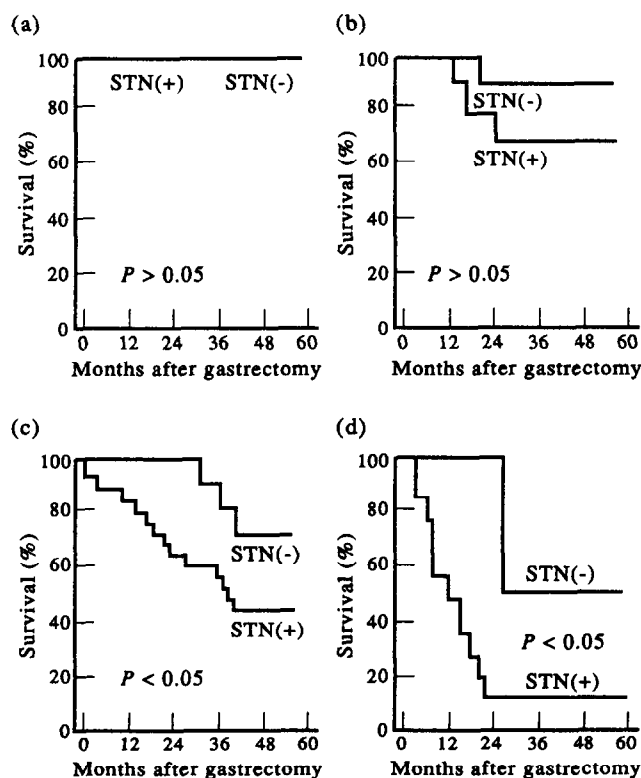 (a)
100
80
60
40
20
0
Survival (%)
STN(+) STN(-)
P > 0.05
0 12 24 36 48 60
Months after gastrectomy
(b)
100
80
60
40
20
0
Survival (%)
STN(-)
STN(+)
P > 0.05
0 12 24 36 48 60
Months after gastrectomy
(c)
100
80
60
40
20
0
Survival (%)
STN(-)
STN(+)
P < 0.05
0 12 24 36 48 60
Months after gastrectomy
(d)
100
80
60
40
20
0
Survival (%)
STN(-)
P < 0.05
STN(+)
0 12 24 36 48 60
Months after gastrectomy